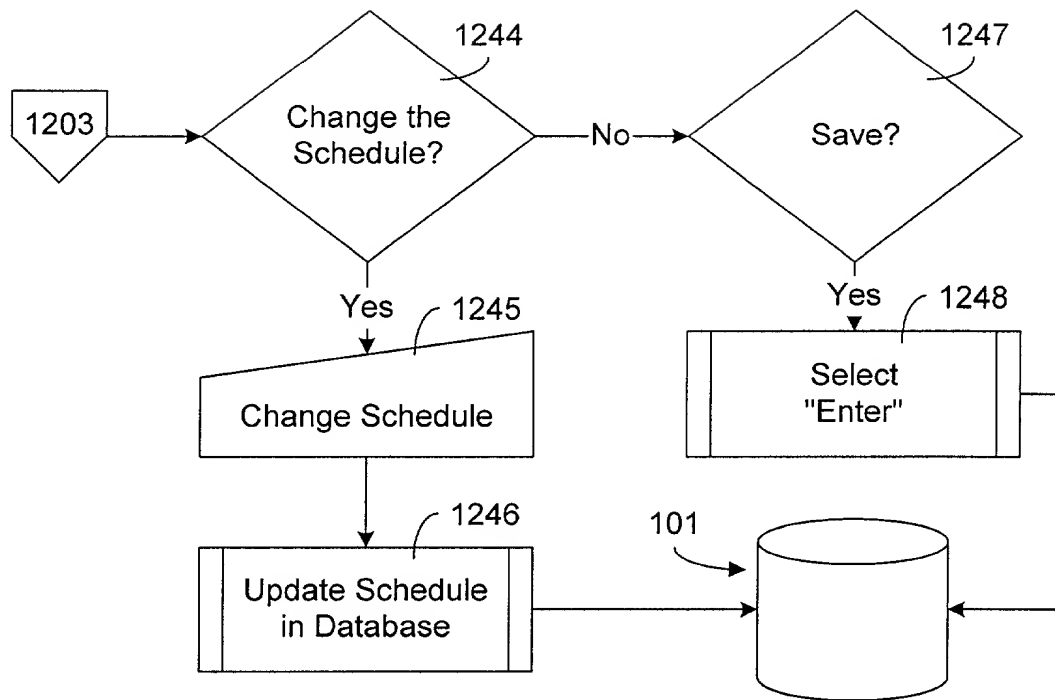 1244
1247
1203
Change the
Schedule?
No
Save?
Yes
1245
Yes
1248
Change Schedule
Select
"Enter"
1246
101
Update Schedule
in Database